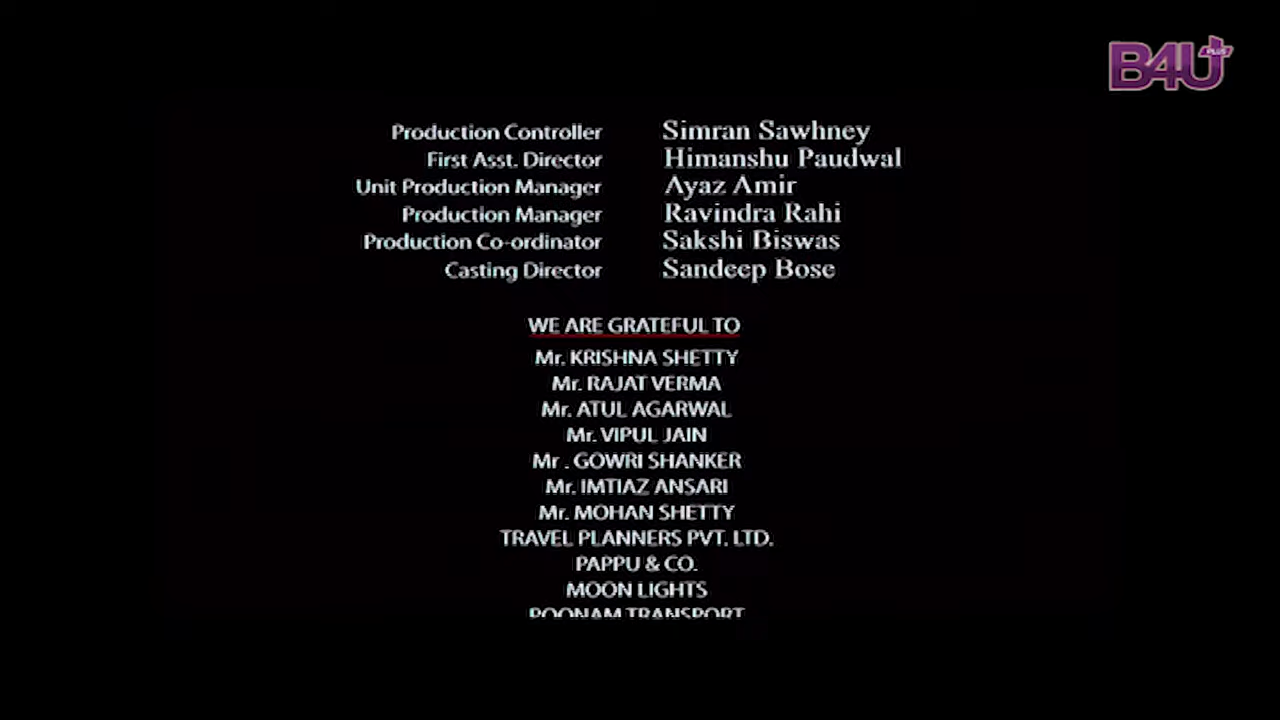 B4U PLUS
Production Controller Simran Sawhney
First Asst. Director Himanshu Paudwal
Unit Production Manager Ayaz Amir
Production Manager Ravindra Rahi
Production Co-ordinator Sakshi Biswas
Casting Director Sandeep Bose
WE ARE GRATEFUL TO
Mr. KRISHNA SHETTY
Mr. RAJAT VERMA
Mr. ATUL AGARWAL
Mr. VIPUL JAIN
Mr . GOWRI SHANKER
Mr. IMTIAZ ANSARI
Mr. MOHAN SHETTY
TRAVEL PLANNERS PVT. LTD.
PAPPU & CO.
MOON LIGHTS
POONAM TRANSPORT